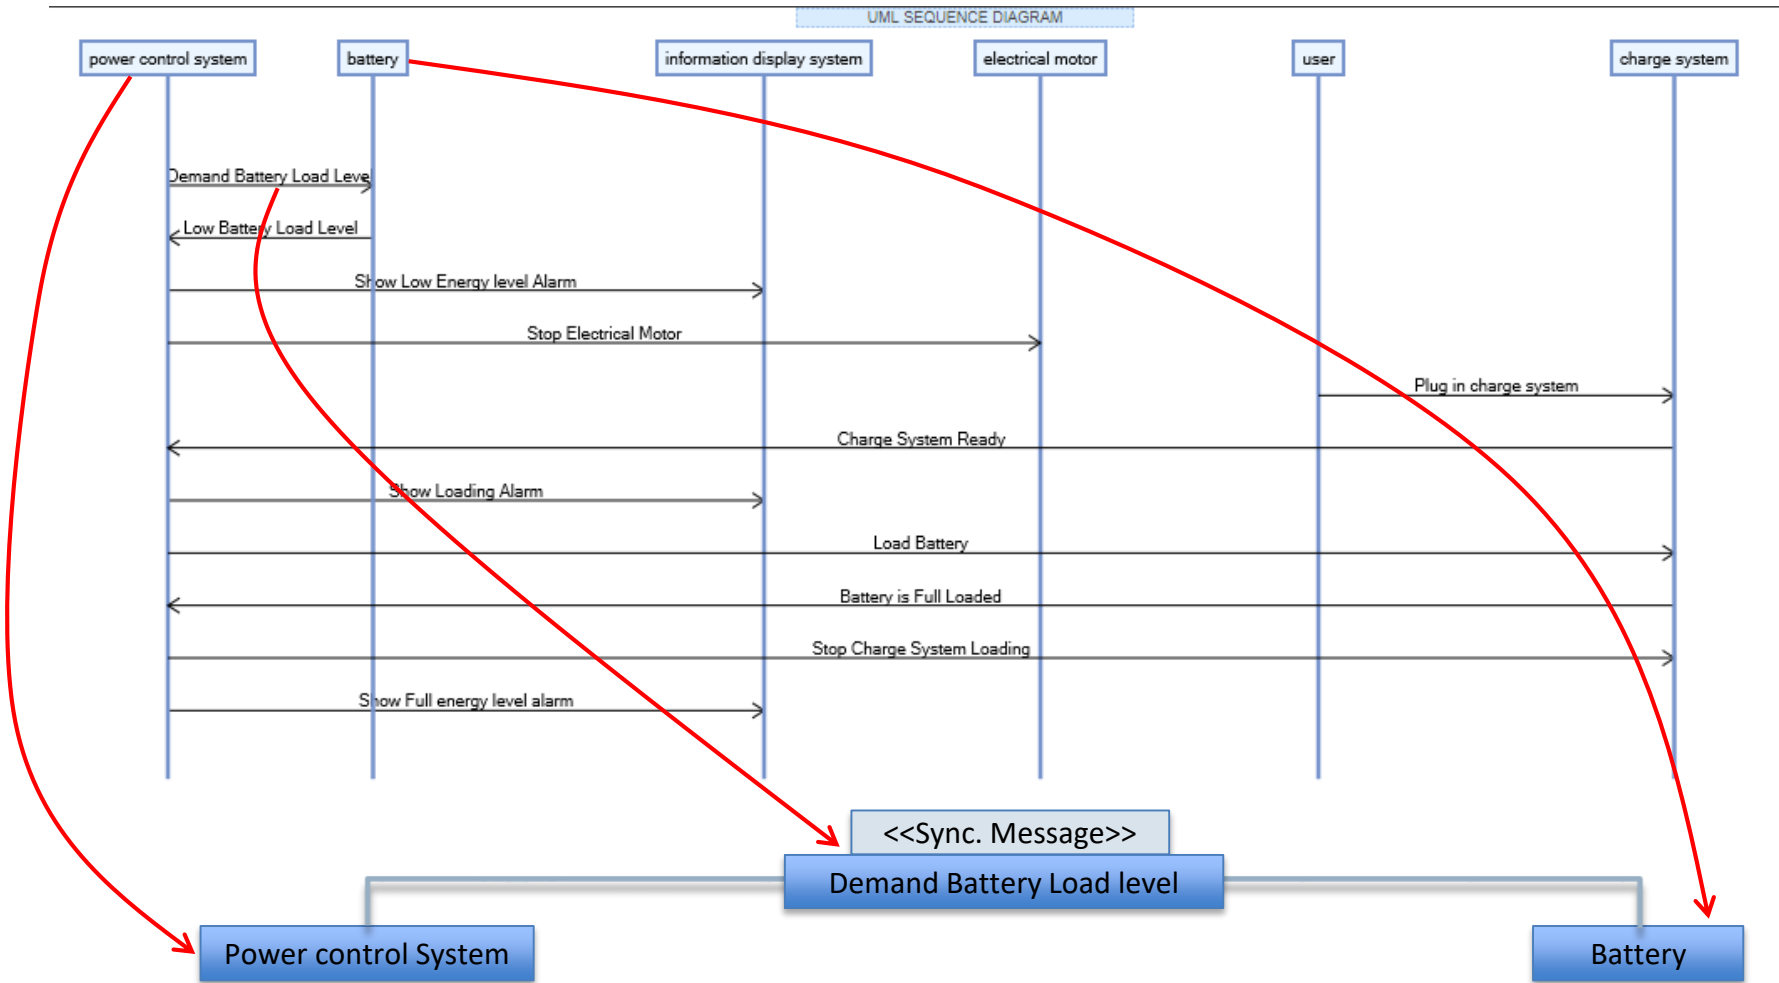 UML SEQUENCE DIAGRAM
power control system
battery
information display system
electrical motor
user
charge system
Demand Battery Load Leve
Low Battery Load Level
Show Low Energy level Alarm
Stop Electrical Motor
Plug in charge system
Charge System Ready
Show Loading Alarm
Load Battery
Battery is Full Loaded
Stop Charge System Loading
Show Full energy level alarm
<<Sync. Message>>
Demand Battery Load level
Power control System
Battery